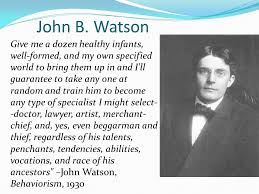 John B. Watson
Give me a dozen healthy infants,
well-formed, and my own specified
world to bring them up in and I'll
guarantee to take any one at
random and train him to become
any type of specialist I might select-
-doctor, lawyer, artist, merchant-
chief, and, yes, even beggarman and
thief, regardless of his talents,
penchants, tendencies, abilities,
vocations, and race of his
ancestors" –John Watson,
Behaviorism, 1930